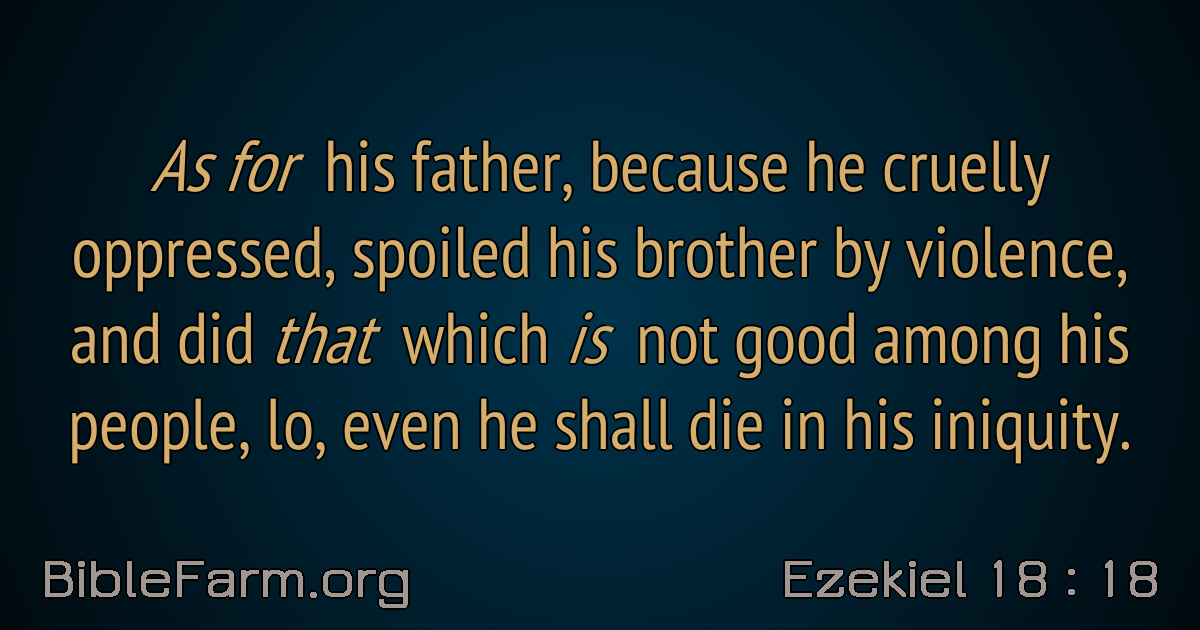 As for his father, because he cruelly
oppressed, spoiled his brother by violence,
and did that which is not good among his
people, lo, even he shall die in his iniquity.
BibleFarm.org
Ezekiel 18 : 18